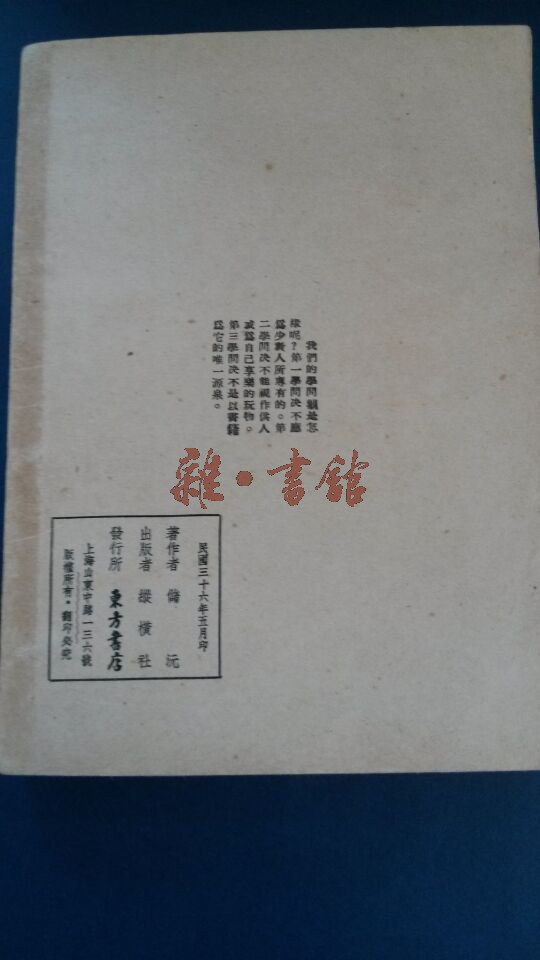 我們的學問觀是怎
樣呢？第一學問決不應
爲少數人所專有的。第
二學問決不能視作供人
或爲自己享樂的玩物。
第三學問決不是以書籍
爲它的唯一源泉。
雜·書館
民國三十六年五月印
著作者 儲沅
出版者 縱橫社
發行所 東方書店
上海山東中路一三六號
版權所有·翻印必究